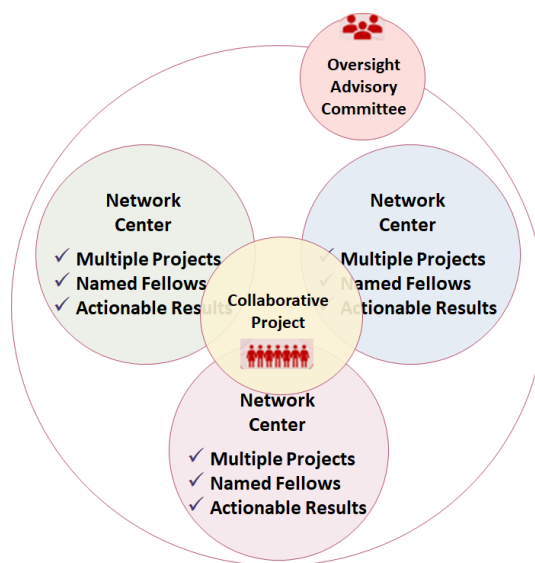 Oversight
Advisory
Committee
Network
Center
✓ Multiple Projects
✓ Named Fellows
✓ Actionable Results
Network
Center
✓ Multiple Projects
✓ Named Fellows
✓ Actionable Results
Collaborative
Project
Network
Center
✓ Multiple Projects
✓ Named Fellows
✓ Actionable Results